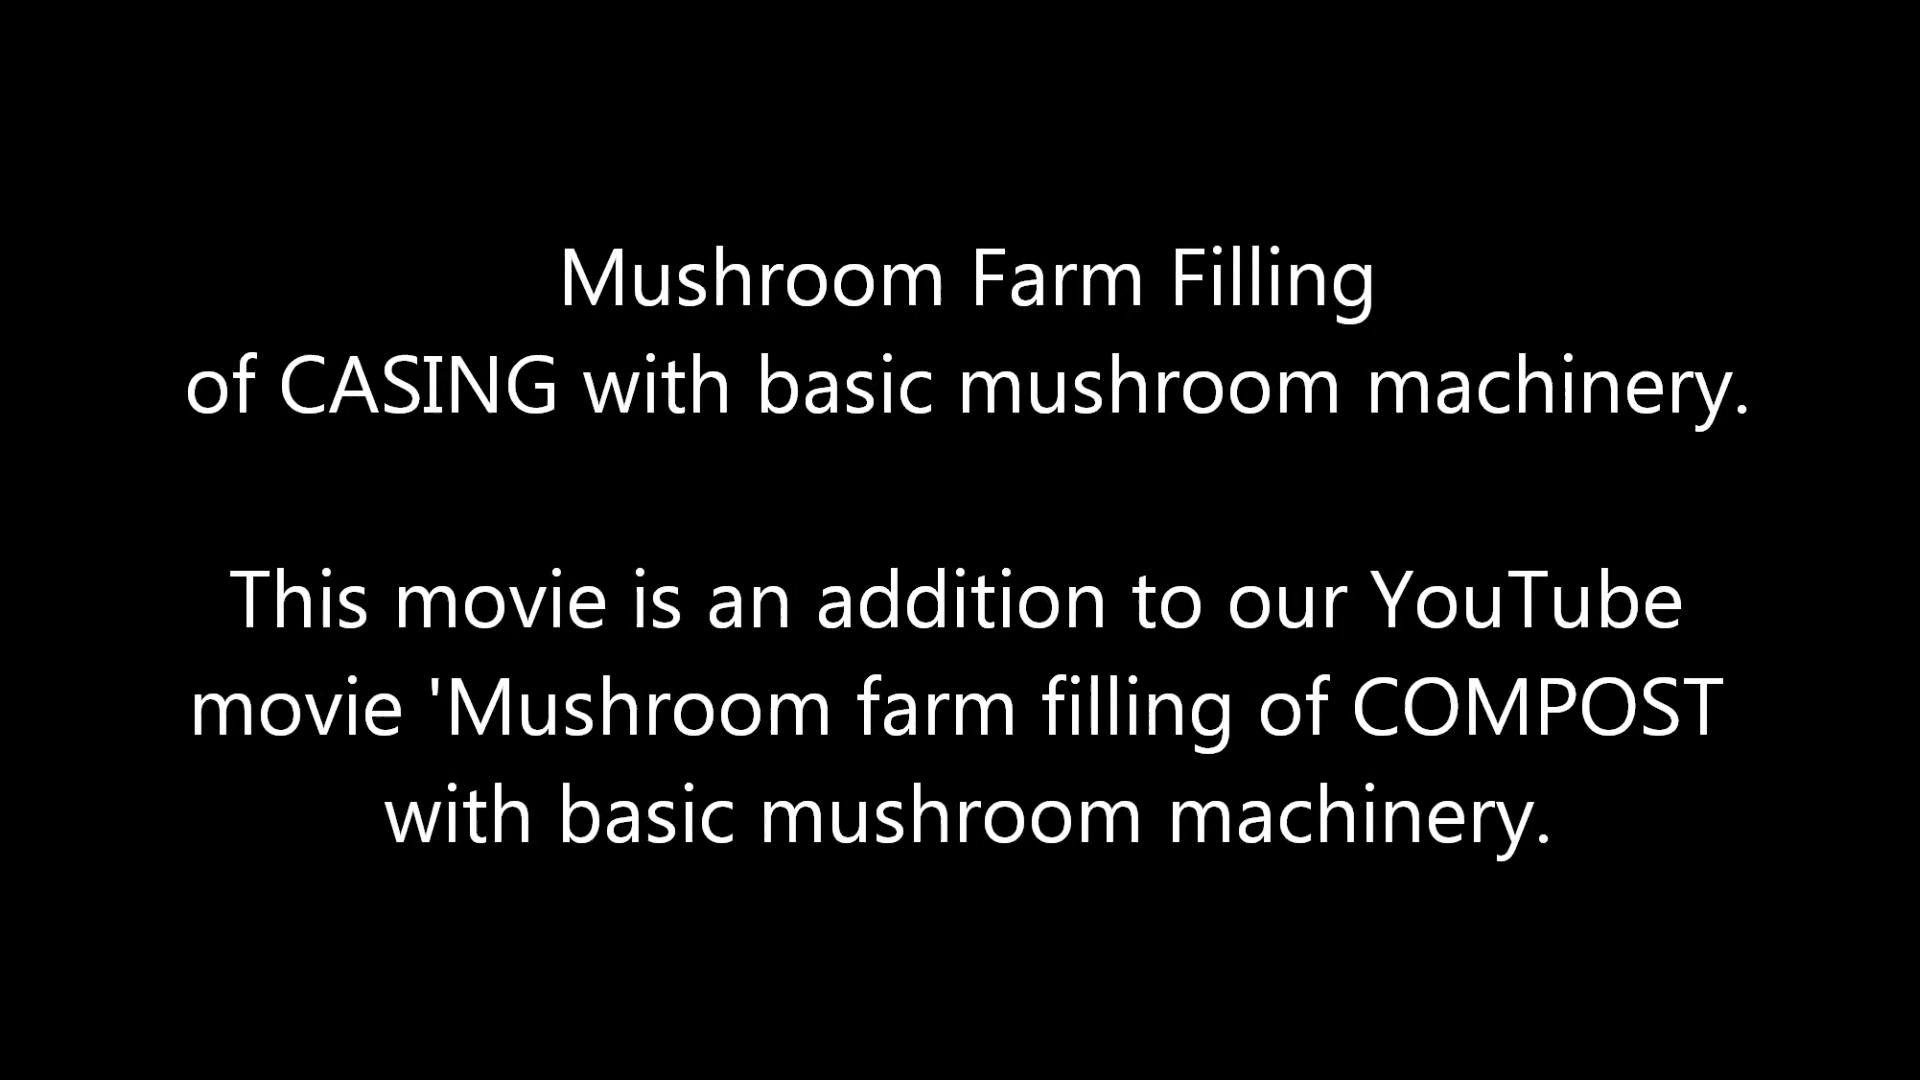 Mushroom Farm Filling
of CASING with basic mushroom machinery.
This movie is an addition to our YouTube
movie 'Mushroom farm filling of COMPOST
with basic mushroom machinery.